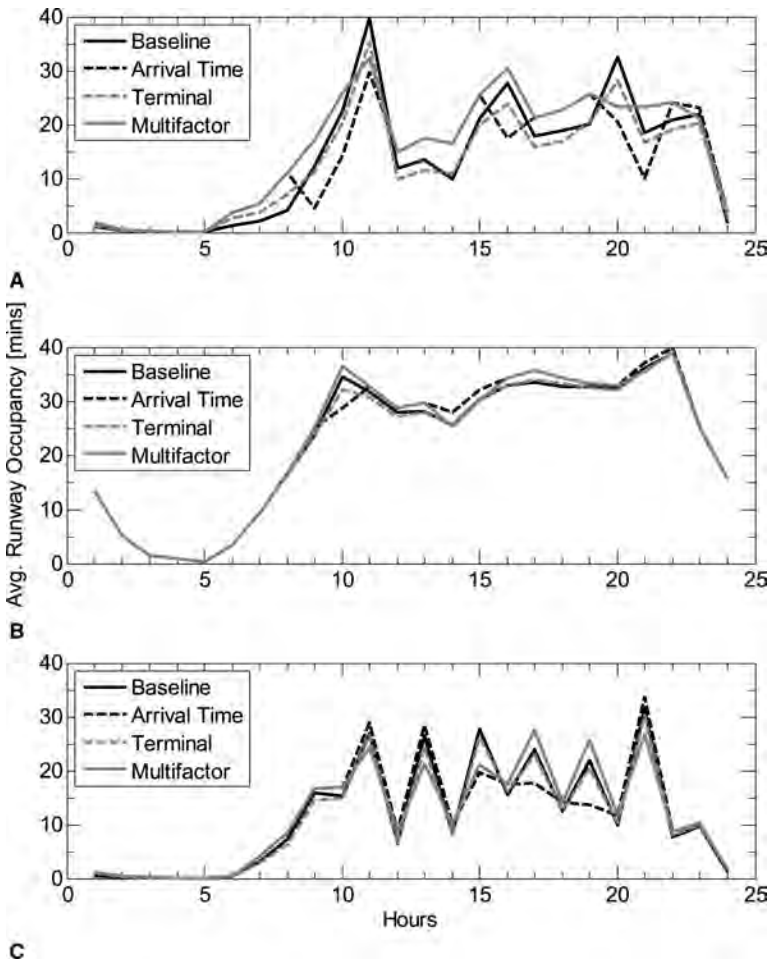 40
30
20
10
0
Baseline
Arrival Time
Terminal
Multifactor
0 5 10 15 20 25
A
Avg. Runway Occupancy [mins]
40
30
20
10
0
Baseline
Arrival Time
Terminal
Multifactor
0 5 10 15 20 25
B
40
30
20
10
0
Baseline
Arrival Time
Terminal
Multifactor
0 5 10 15 20 25
Hours
C